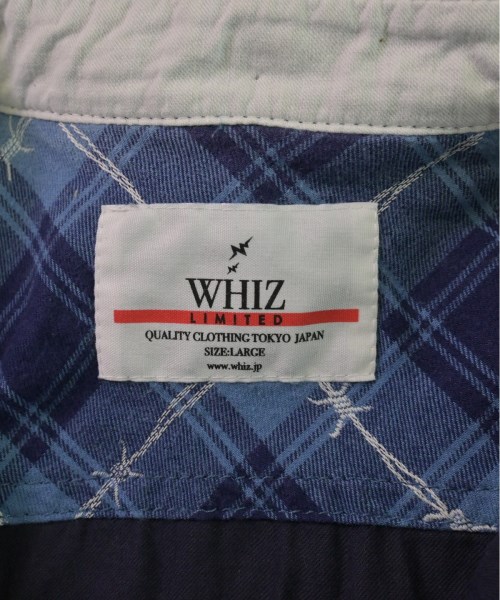 WHIZ
LIMITED
QUALITY CLOTHING TOKYO JAPAN
SIZE:LARGE
www.whiz.jp